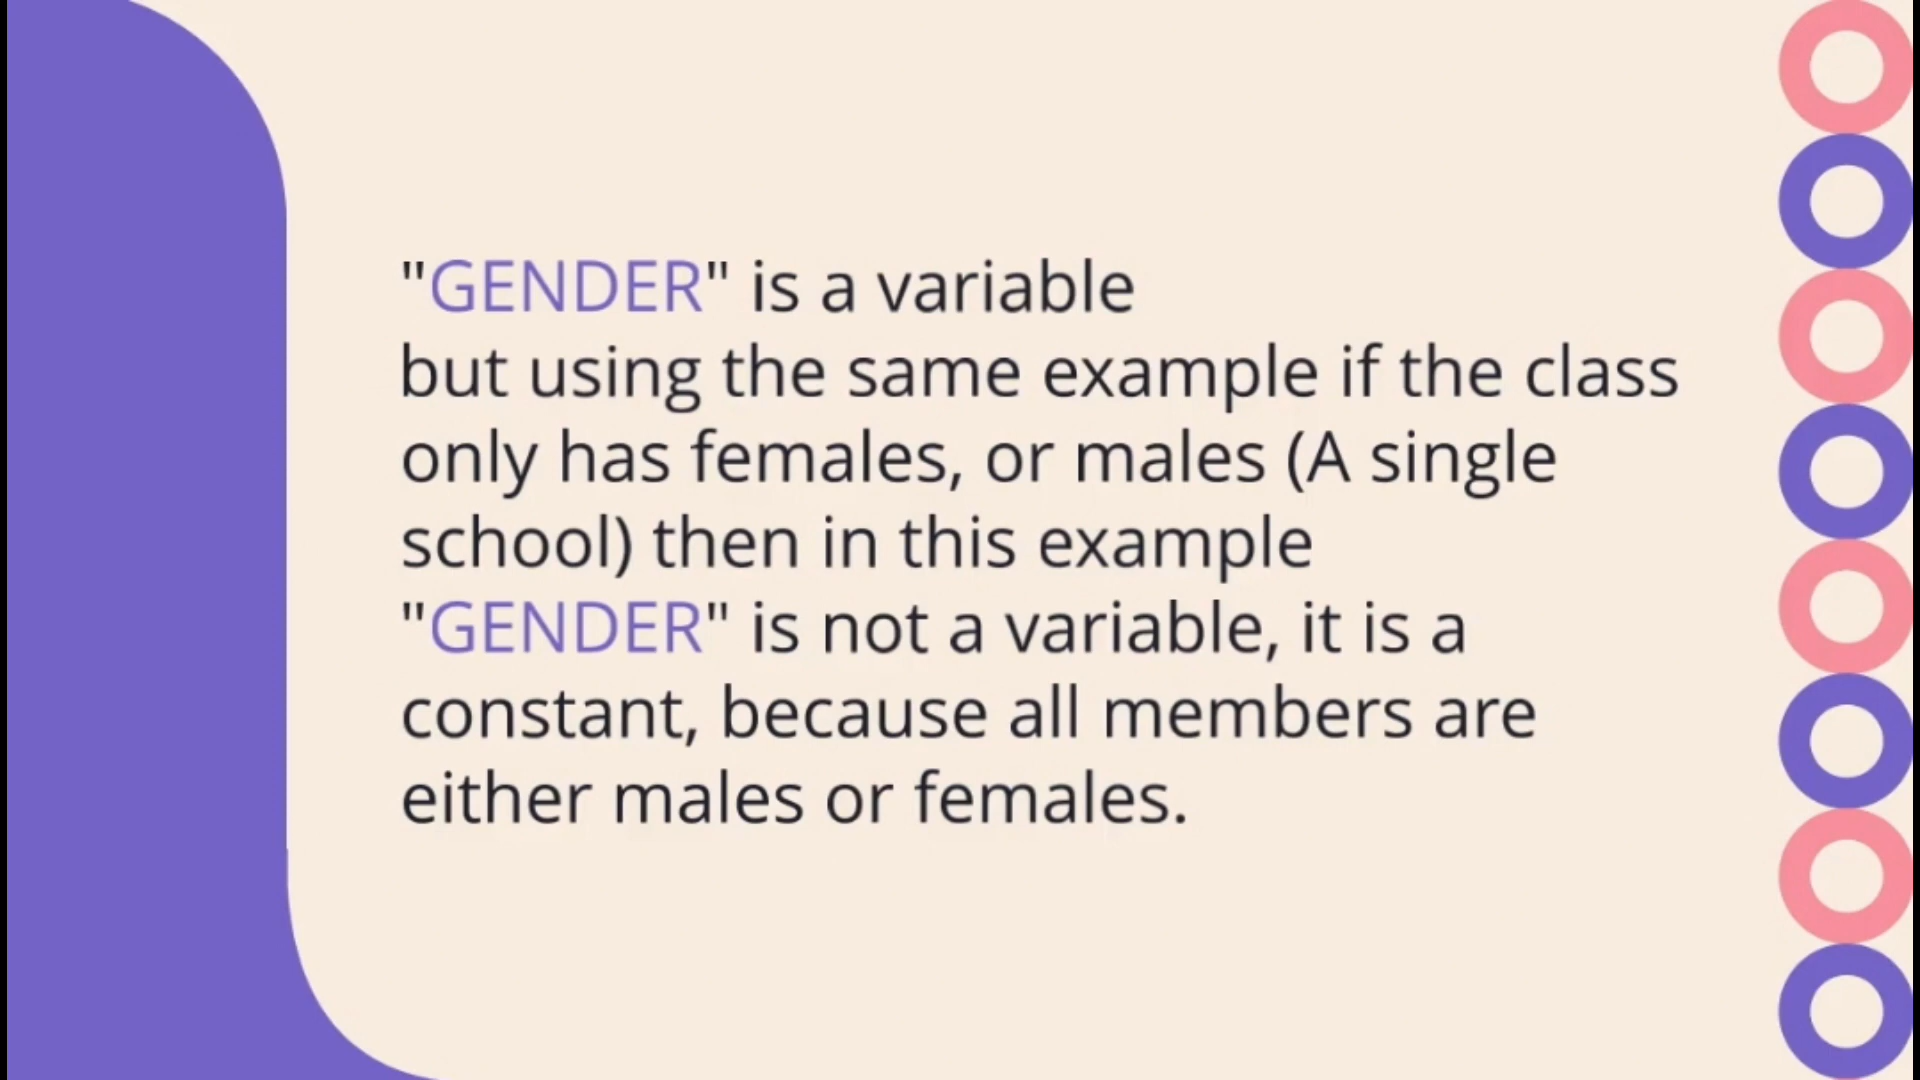 "GENDER" is a variable
but using the same example if the class
only has females, or males (A single
school) then in this example
"GENDER" is not a variable, it is a
constant, because all members are
either males or females.